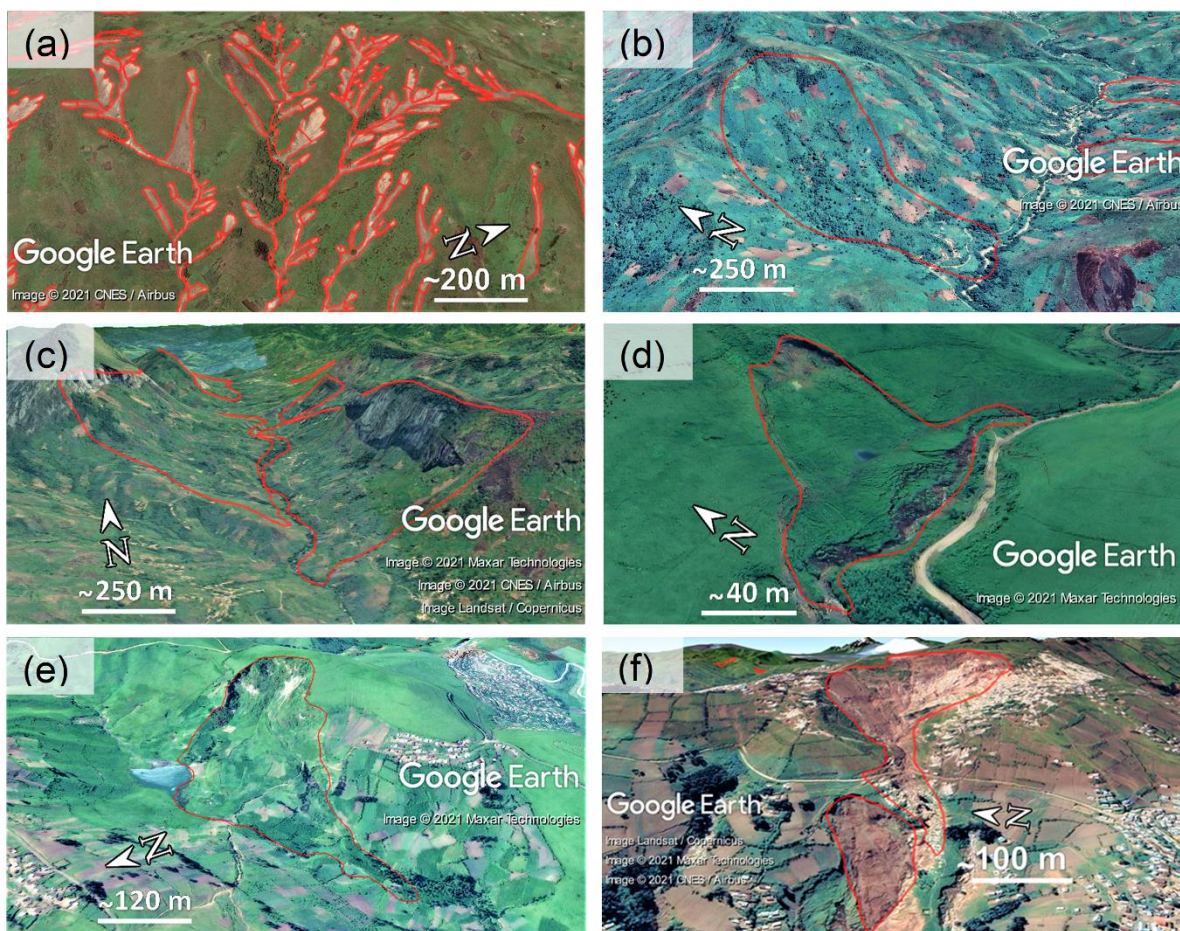 (a)
Google Earth
Image © 2021 CNES / Airbus
N
~200 m
(b)
Google Earth
Image © 2021 CNES / Airbus
N
~250 m
(c)
Google Earth
N
Image © 2021 Maxar Technologies
Image © 2021 CNES / Airbus
Image Landsat / Copernicus
~250 m
(d)
N
Google Earth
Image © 2021 Maxar Technologies
~40 m
(e)
Google Earth
Image © 2021 Maxar Technologies
N
~120 m
(f)
Google Earth
N
Image Landsat / Copernicus
Image © 2021 Maxar Technologies
Image © 2021 CNES / Airbus
~100 m